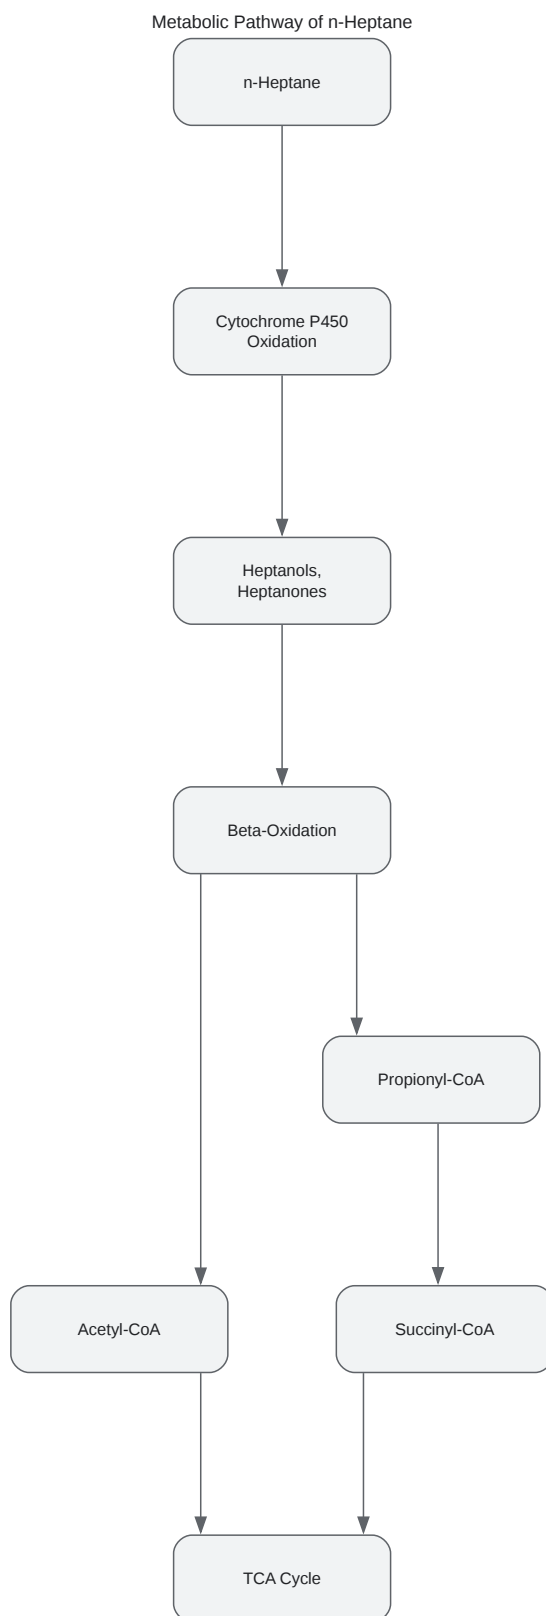 Metabolic Pathway of n-Heptane
n-Heptane
Cytochrome P450
Oxidation
Heptanols,
Heptanones
Beta-Oxidation
Propionyl-CoA
Acetyl-CoA
Succinyl-CoA
TCA Cycle